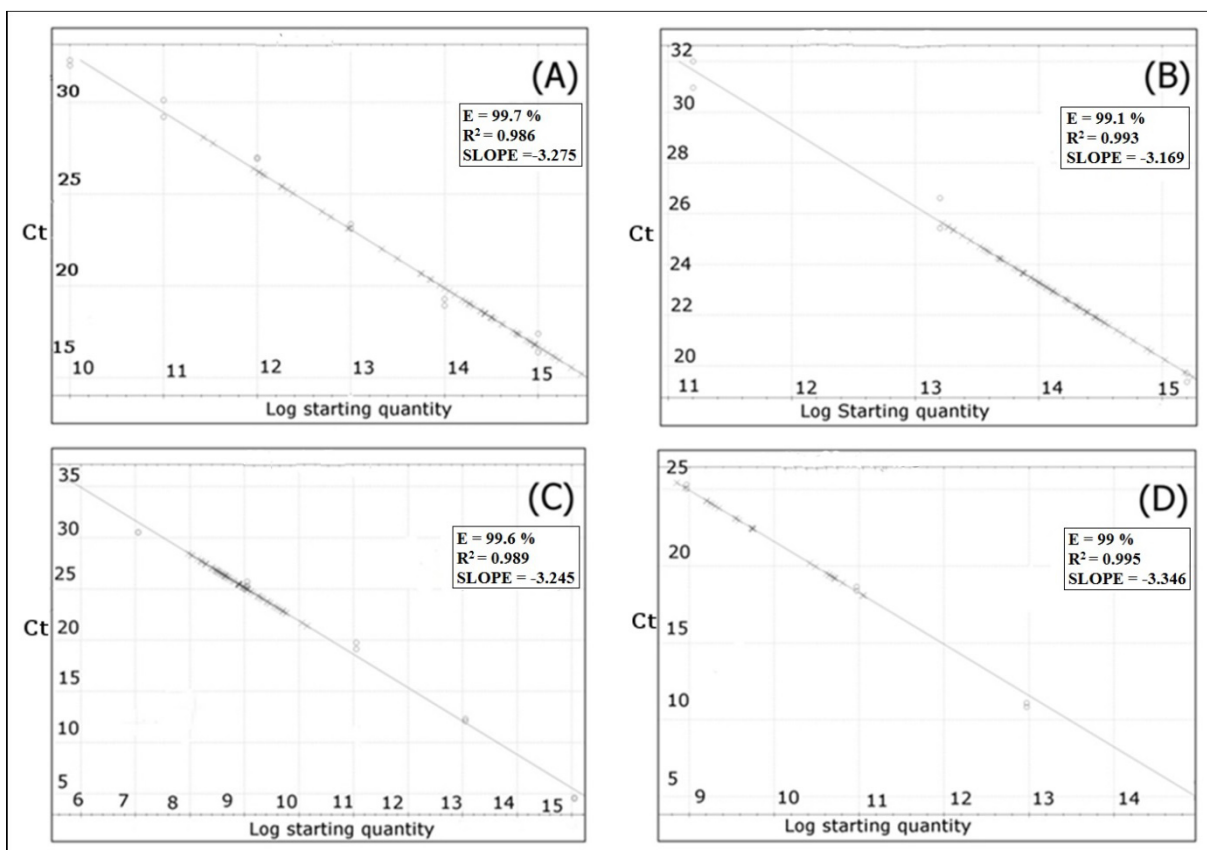 (A)
E = 99.7 %
R² = 0.986
SLOPE =-3.275
Ct
30
25
20
15
10 11 12 13 14 15
Log starting quantity
(B)
E = 99.1 %
R² = 0.993
SLOPE = -3.169
Ct
32
30
28
26
24
22
20
11 12 13 14 15
Log Starting quantity
(C)
E = 99.6 %
R² = 0.989
SLOPE = -3.245
Ct
35
30
25
20
15
10
5
6 7 8 9 10 11 12 13 14 15
Log starting quantity
(D)
E = 99 %
R² = 0.995
SLOPE = -3.346
Ct
25
20
15
10
5
9 10 11 12 13 14
Log starting quantity